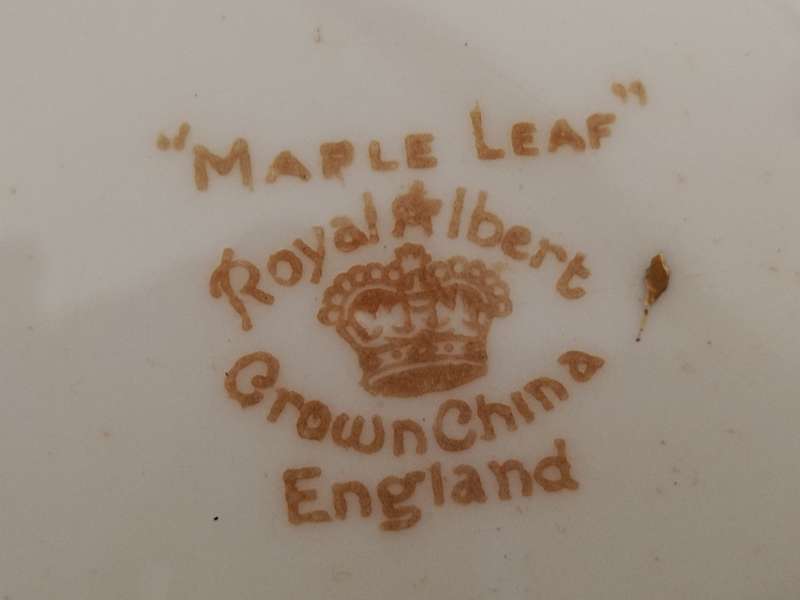 "MAPLE LEAF"
Royal Albert
Crown China
England